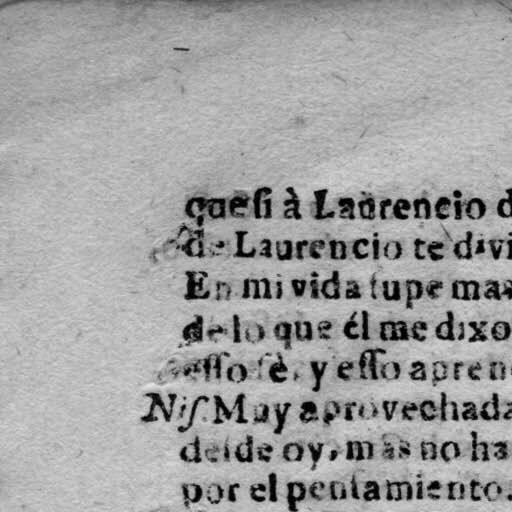 que ſi à Laurencio d
de Laurencio te divi
En mi vida ſupe mas
de lo que él me dixo
eſſo ſè, y eſſo apren
Niſ. Muy aprovechada
deſde oy, mas no ha
por el penſamiento.